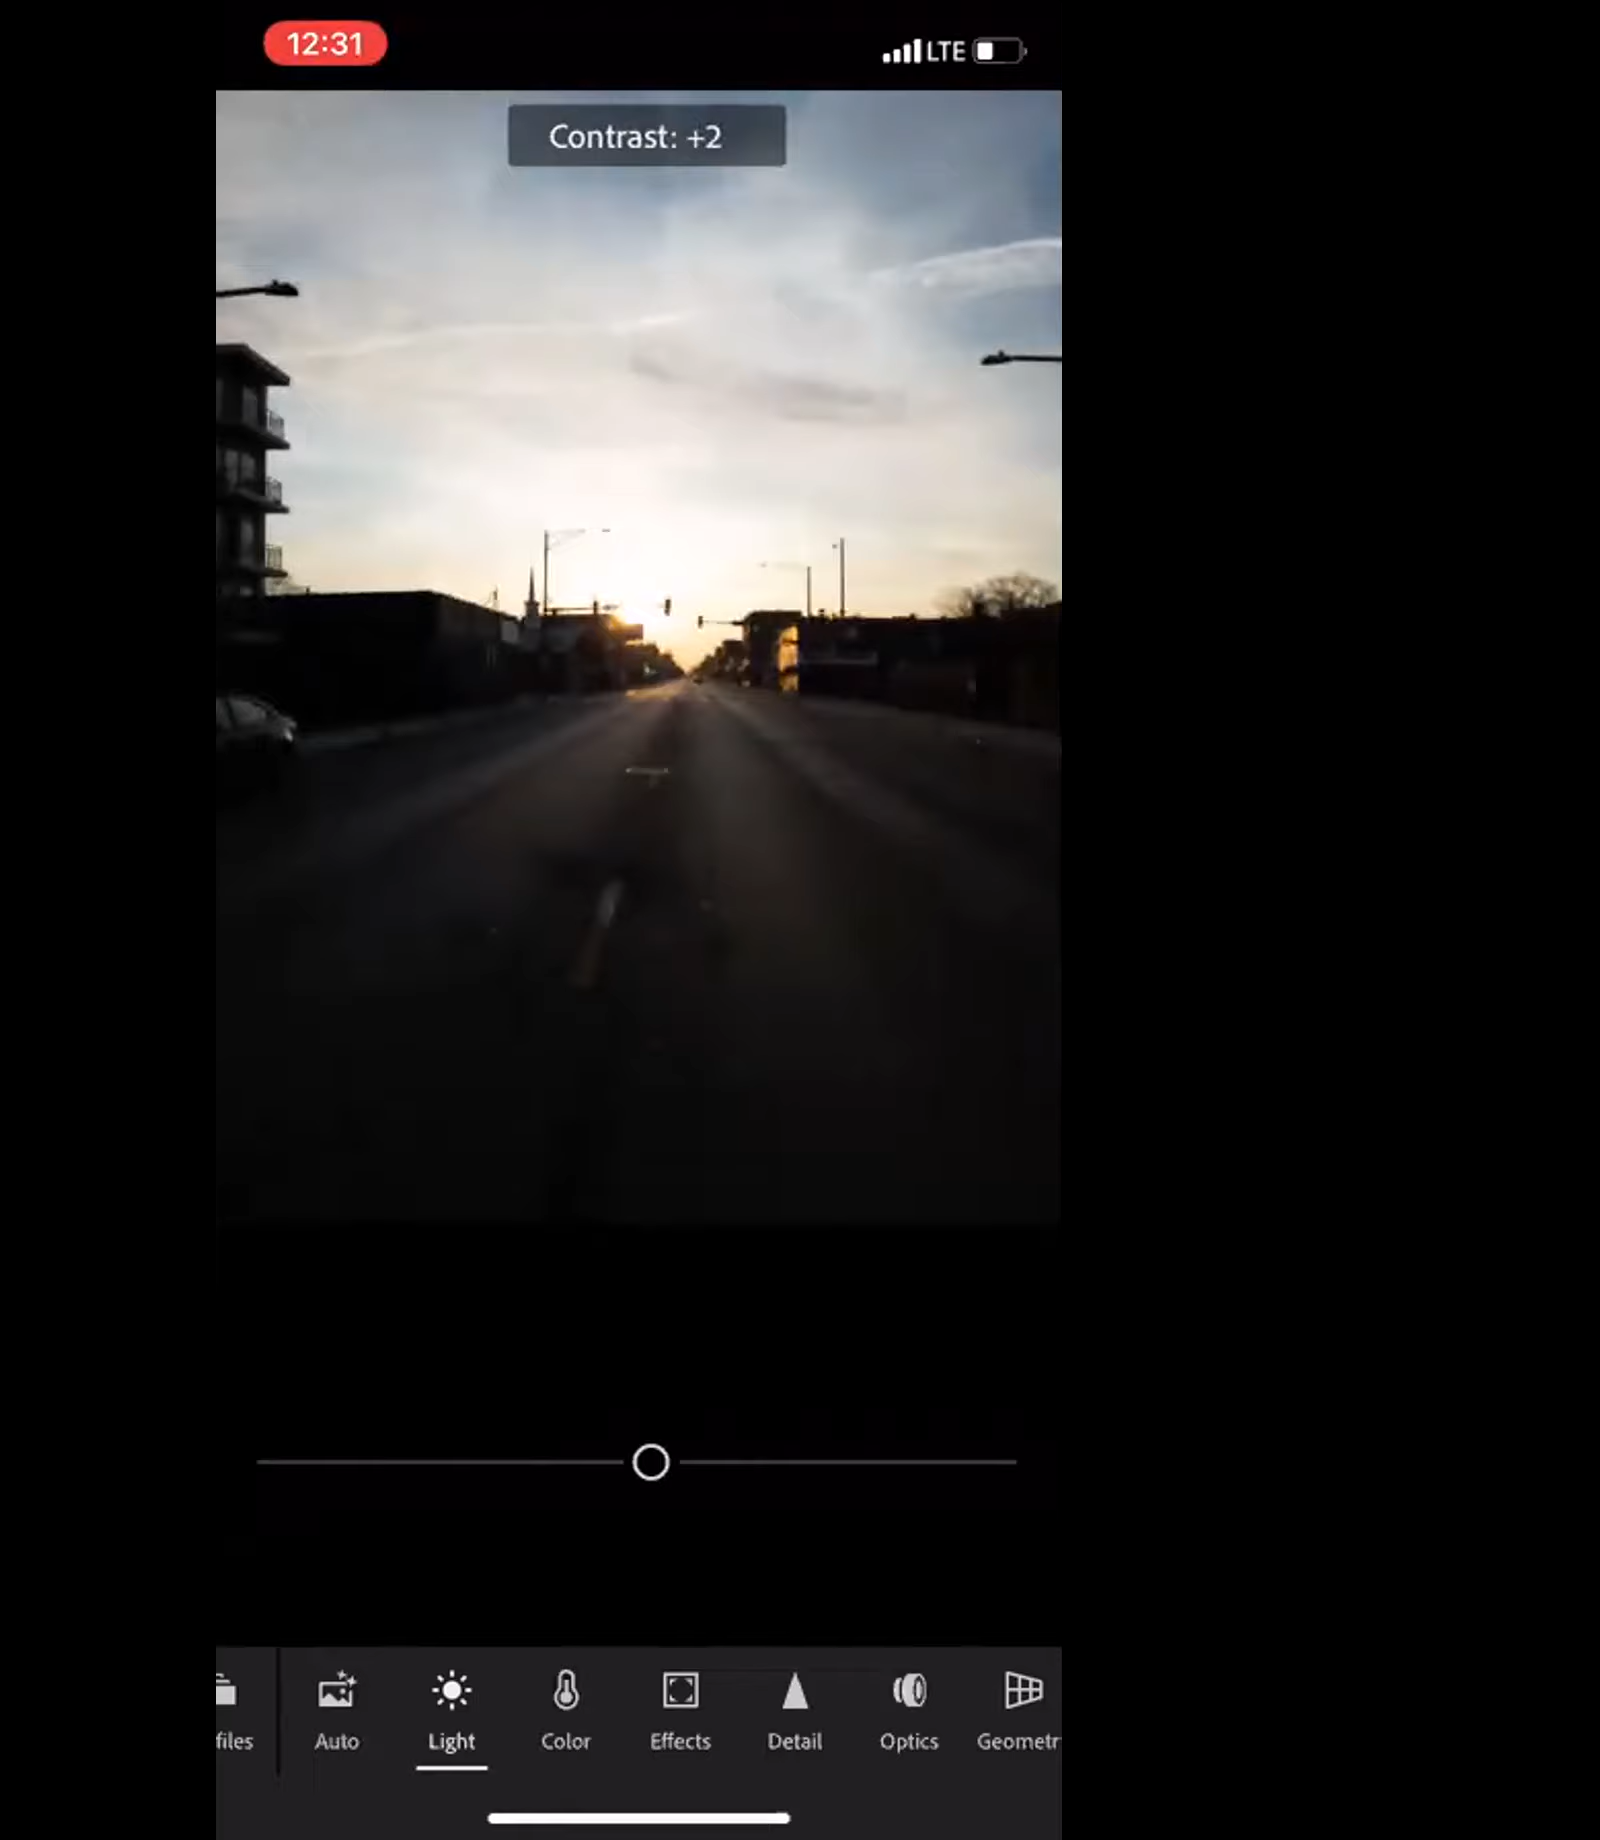 12:31
LTE
Contrast: +2
files
Auto
Light
Color
Effects
Detail
Optics
Geometr